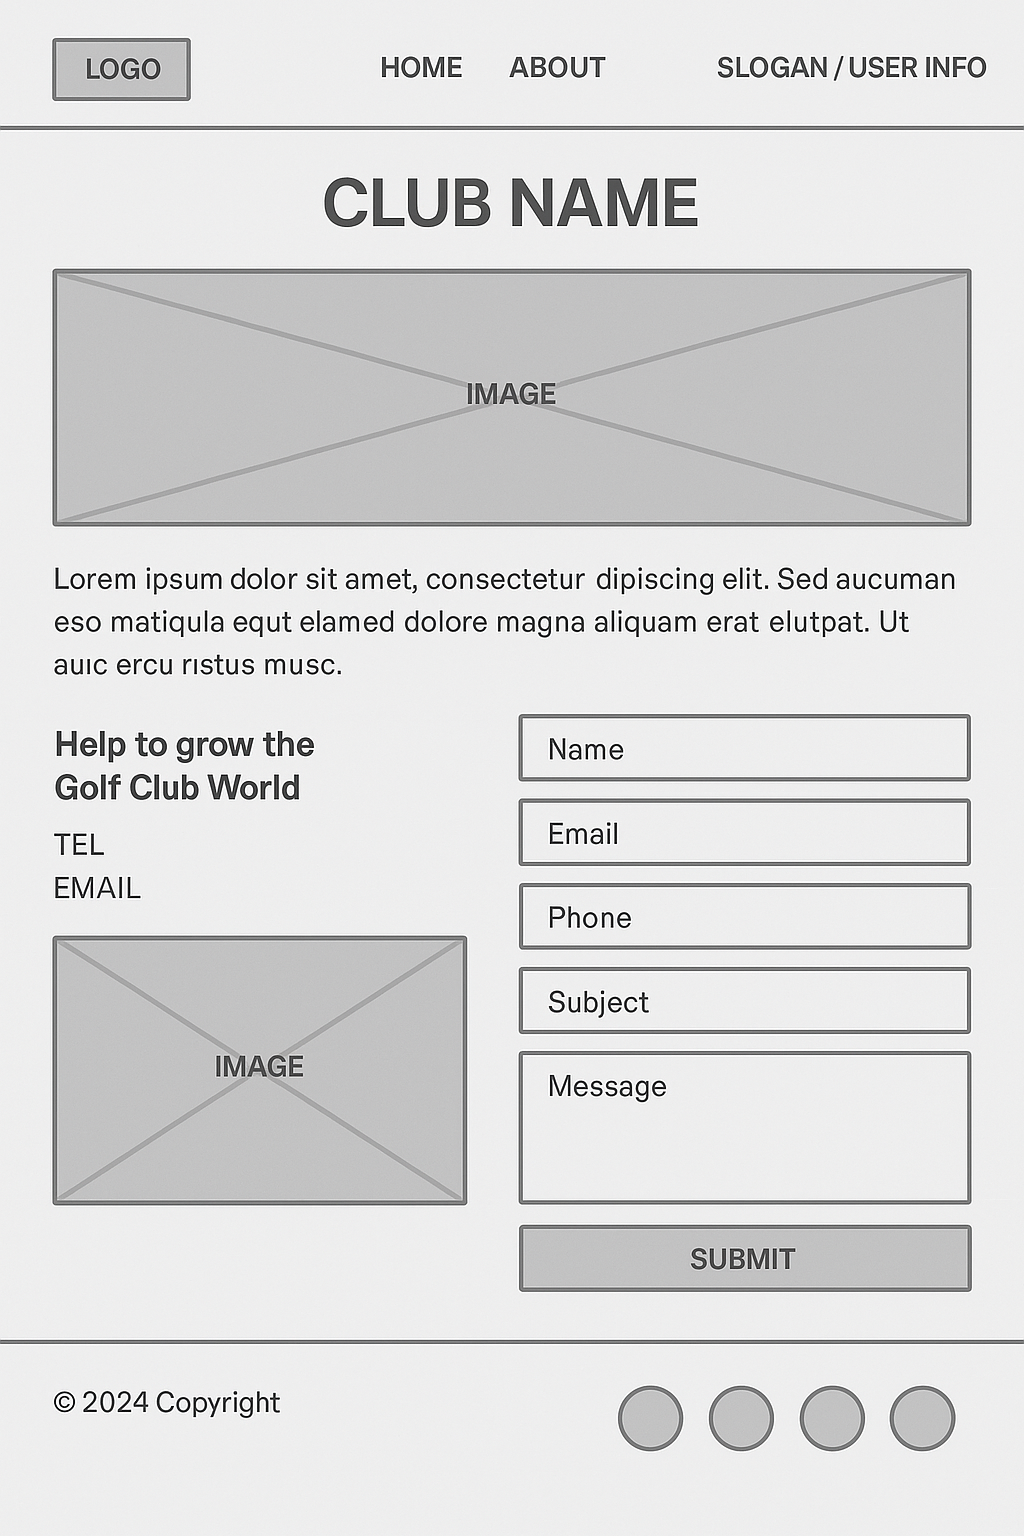 LOGO
HOME ABOUT SLOGAN / USER INFO
CLUB NAME
IMAGE
Lorem ipsum dolor sit amet, consectetur dipiscing elit. Sed aucuman
eso matiqula equt elamed dolore magna aliquam erat elutpat. Ut
auıc ercu rıstus musc.
Help to grow the
Golf Club World
TEL
EMAIL
IMAGE
Name
Email
Phone
Subject
Message
SUBMIT
© 2024 Copyright